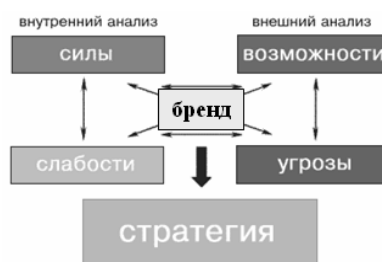 внутренний анализ
внешний анализ
силы
возможности
бренд
слабости
угрозы
стратегия